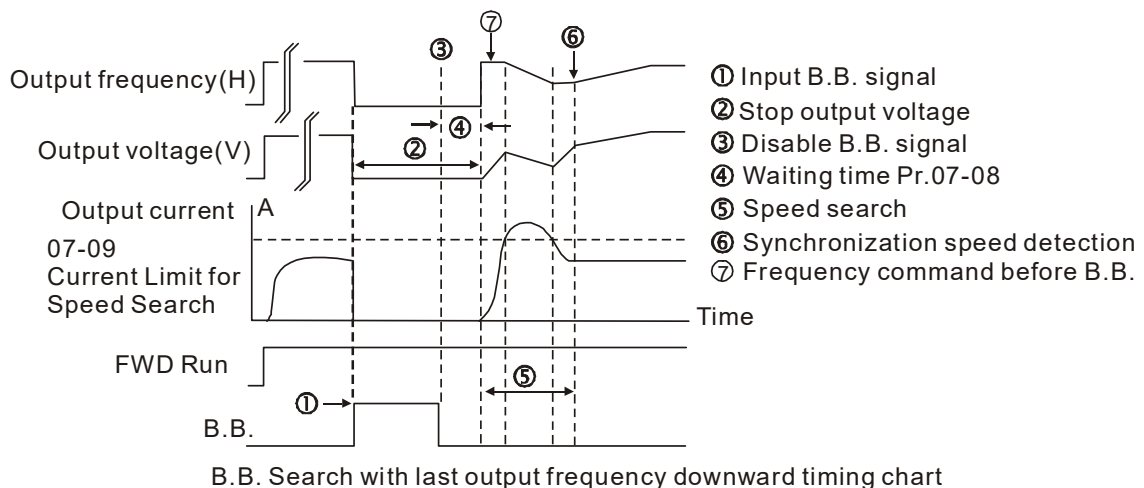 ⑦
③
⑥
Output frequency(H)
④
②
Output voltage(V)
Output current
A
07-09
Current Limit for
Speed Search
Time
FWD Run
⑤
①
B.B.
① Input B.B. signal
② Stop output voltage
③ Disable B.B. signal
④ Waiting time Pr.07-08
⑤ Speed search
⑥ Synchronization speed detection
⑦ Frequency command before B.B.
B.B. Search with last output frequency downward timing chart